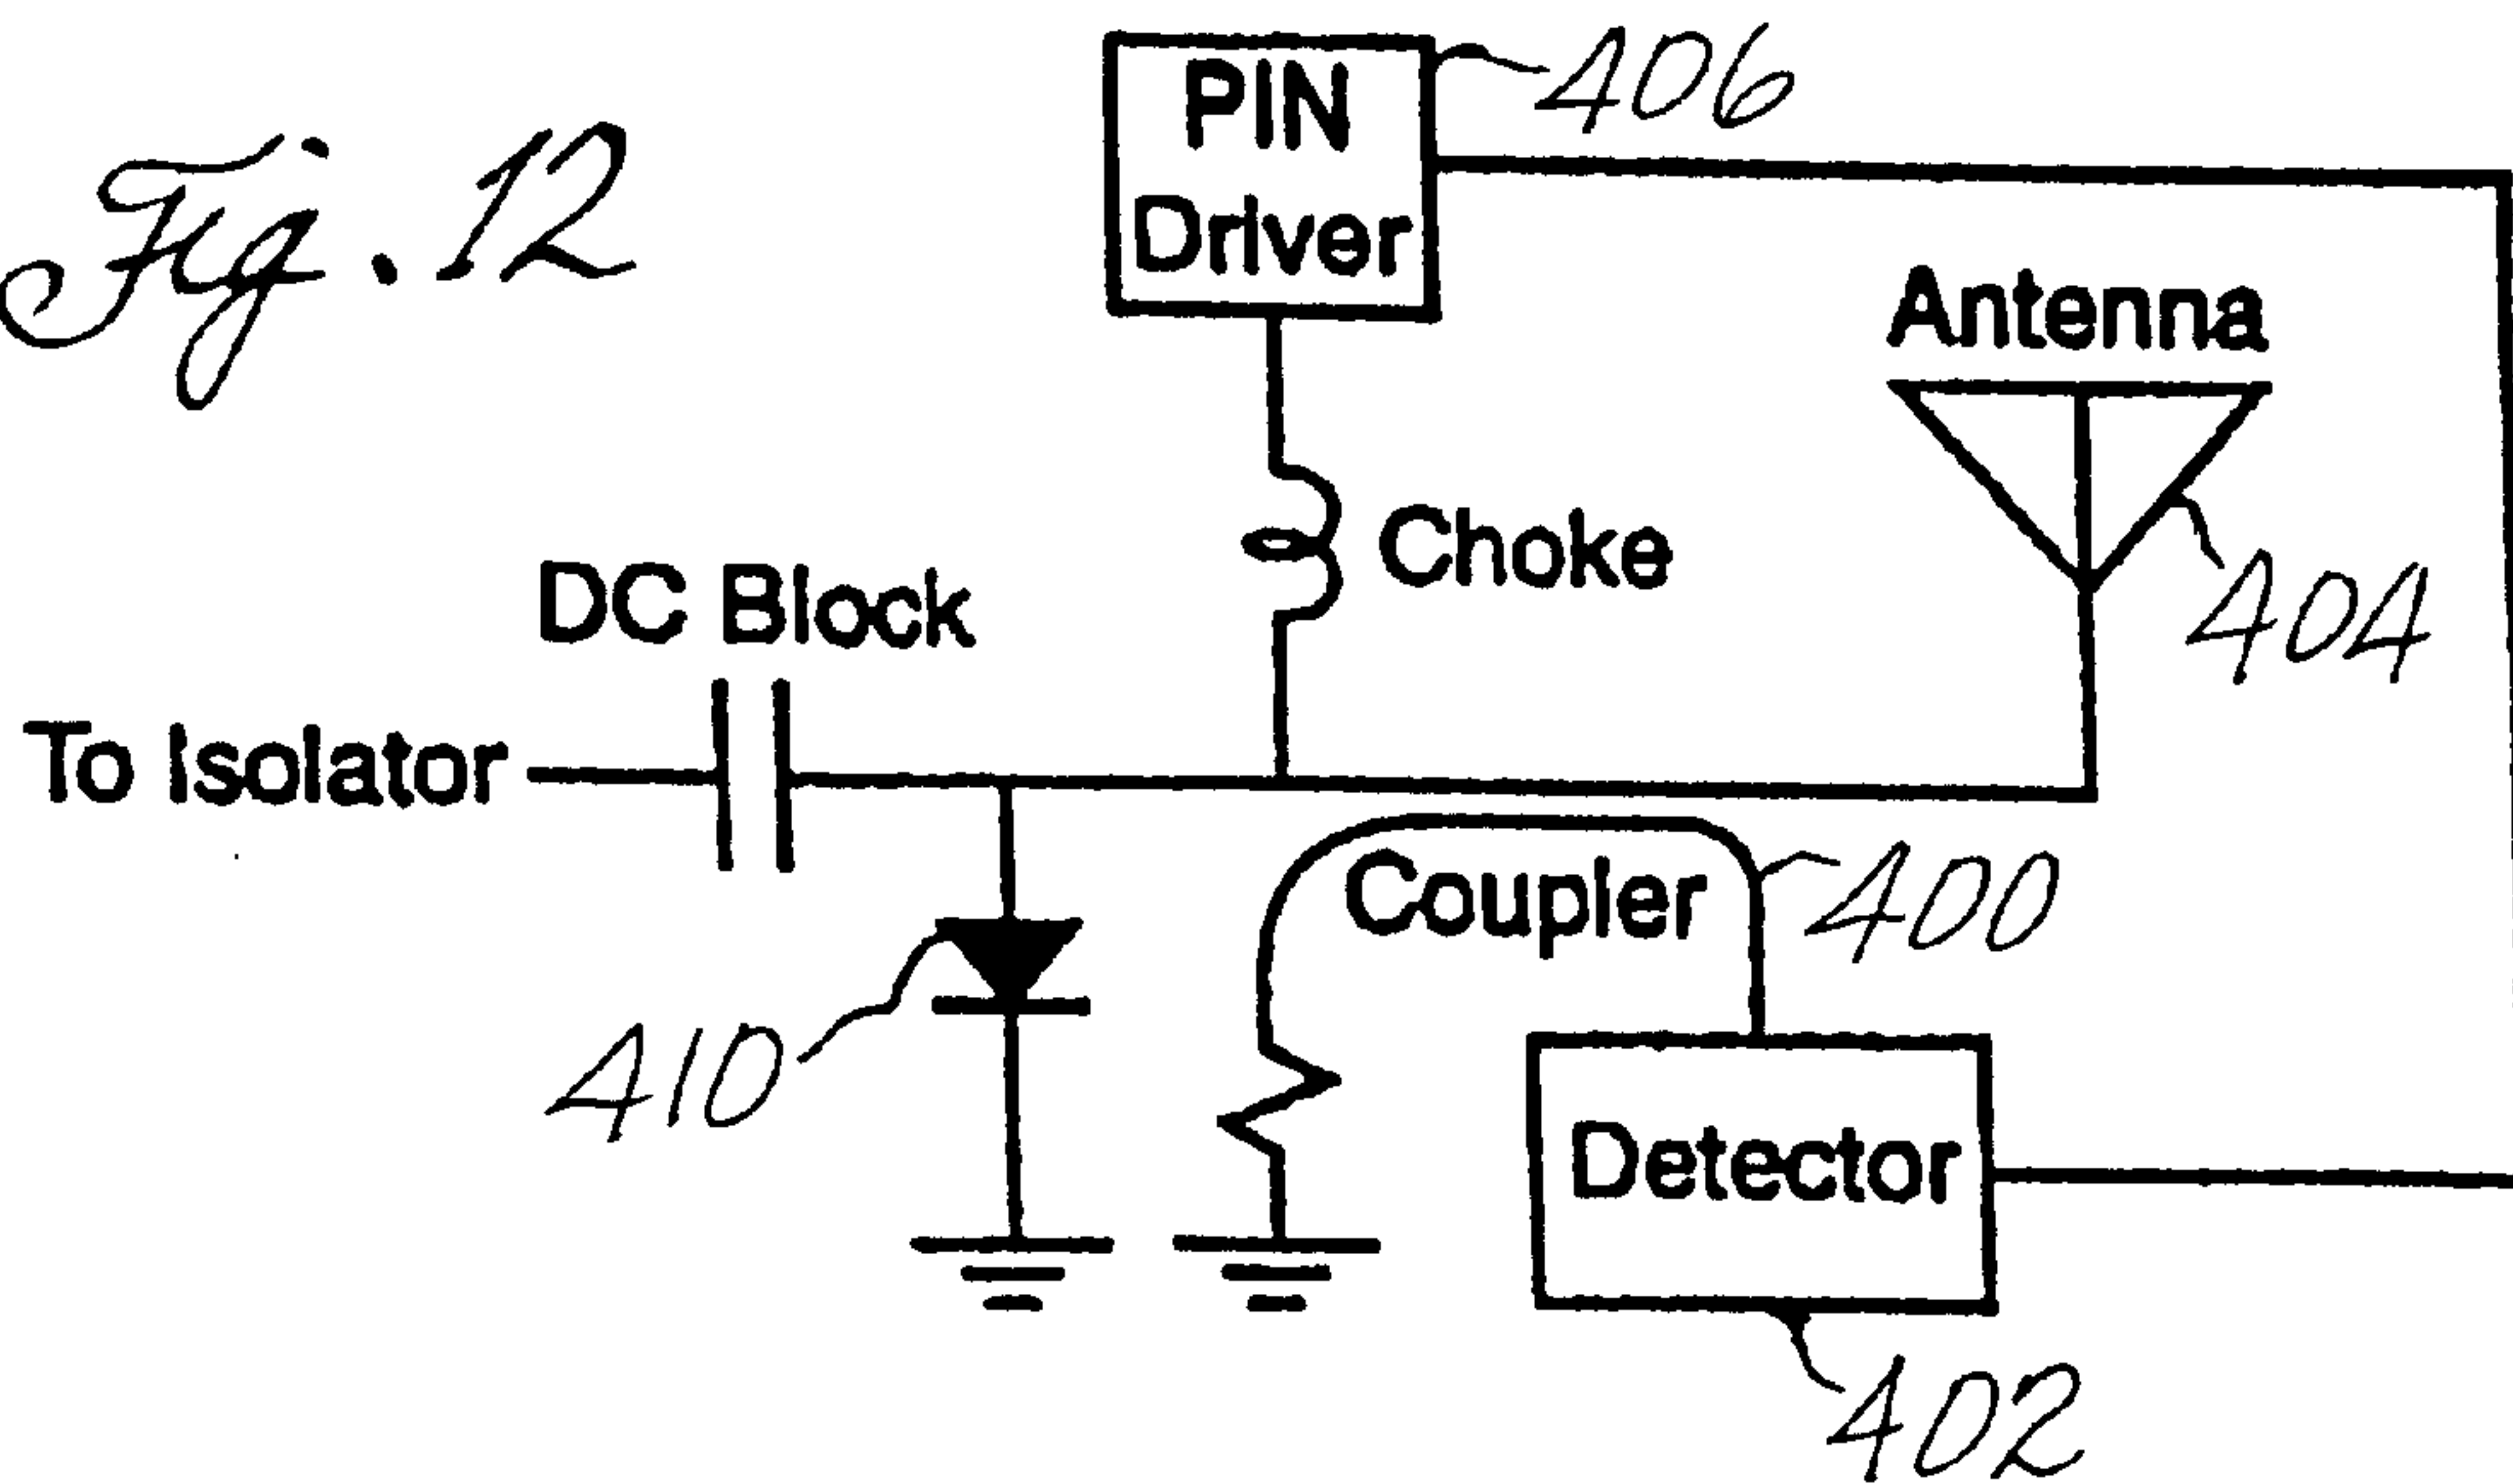 Fig. 12
PIN
Driver
406
Antenna
404
Choke
DC Block
To Isolator
Coupler
400
410
Detector
402